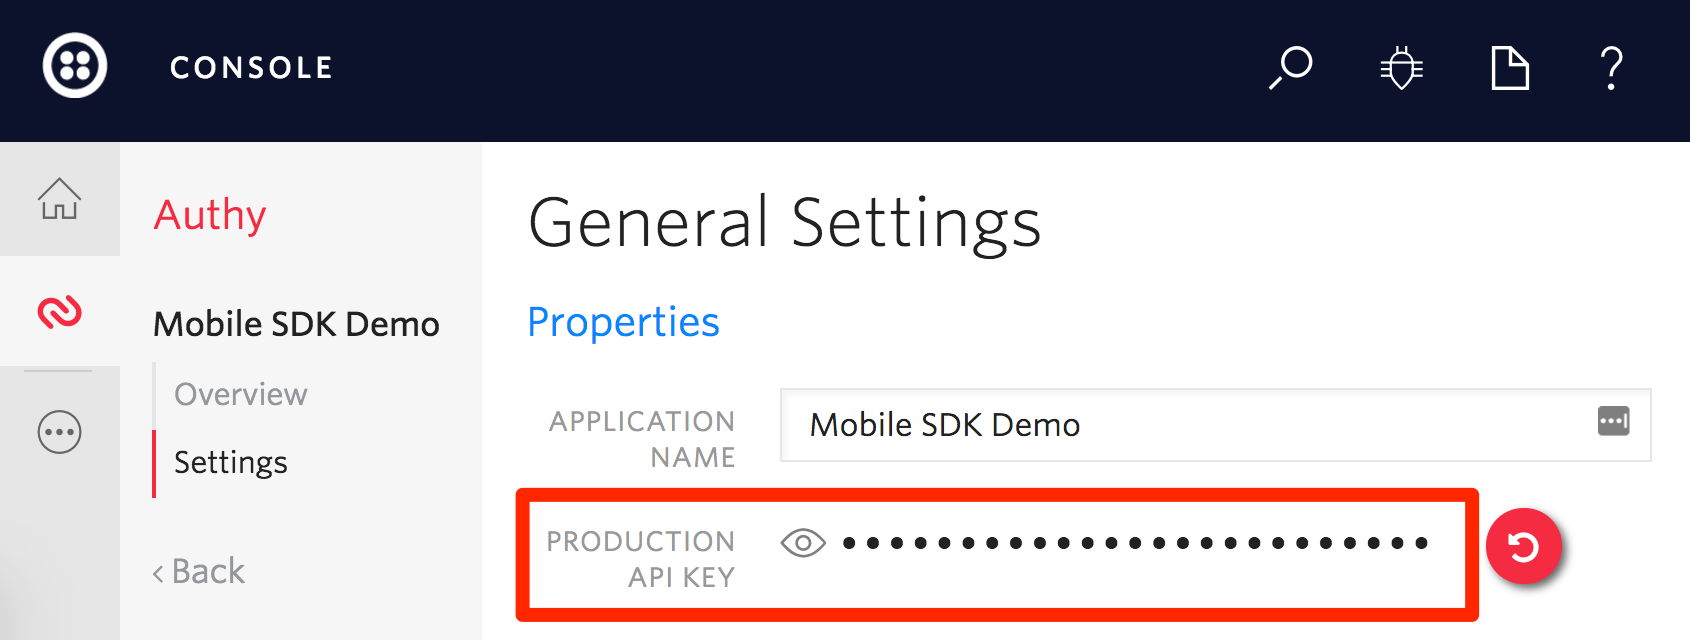 CONSOLE
Authy
Mobile SDK Demo
Overview
Settings
‹ Back
General Settings
Properties
APPLICATION
NAME
Mobile SDK Demo
PRODUCTION
API KEY
•••••••••••••••••••••••••